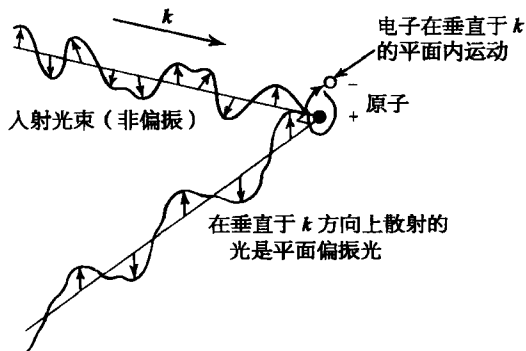 k
电子在垂直于 k
的平面内运动
−
原子
+
入射光束（非偏振）
在垂直于 k 方向上散射的
光是平面偏振光